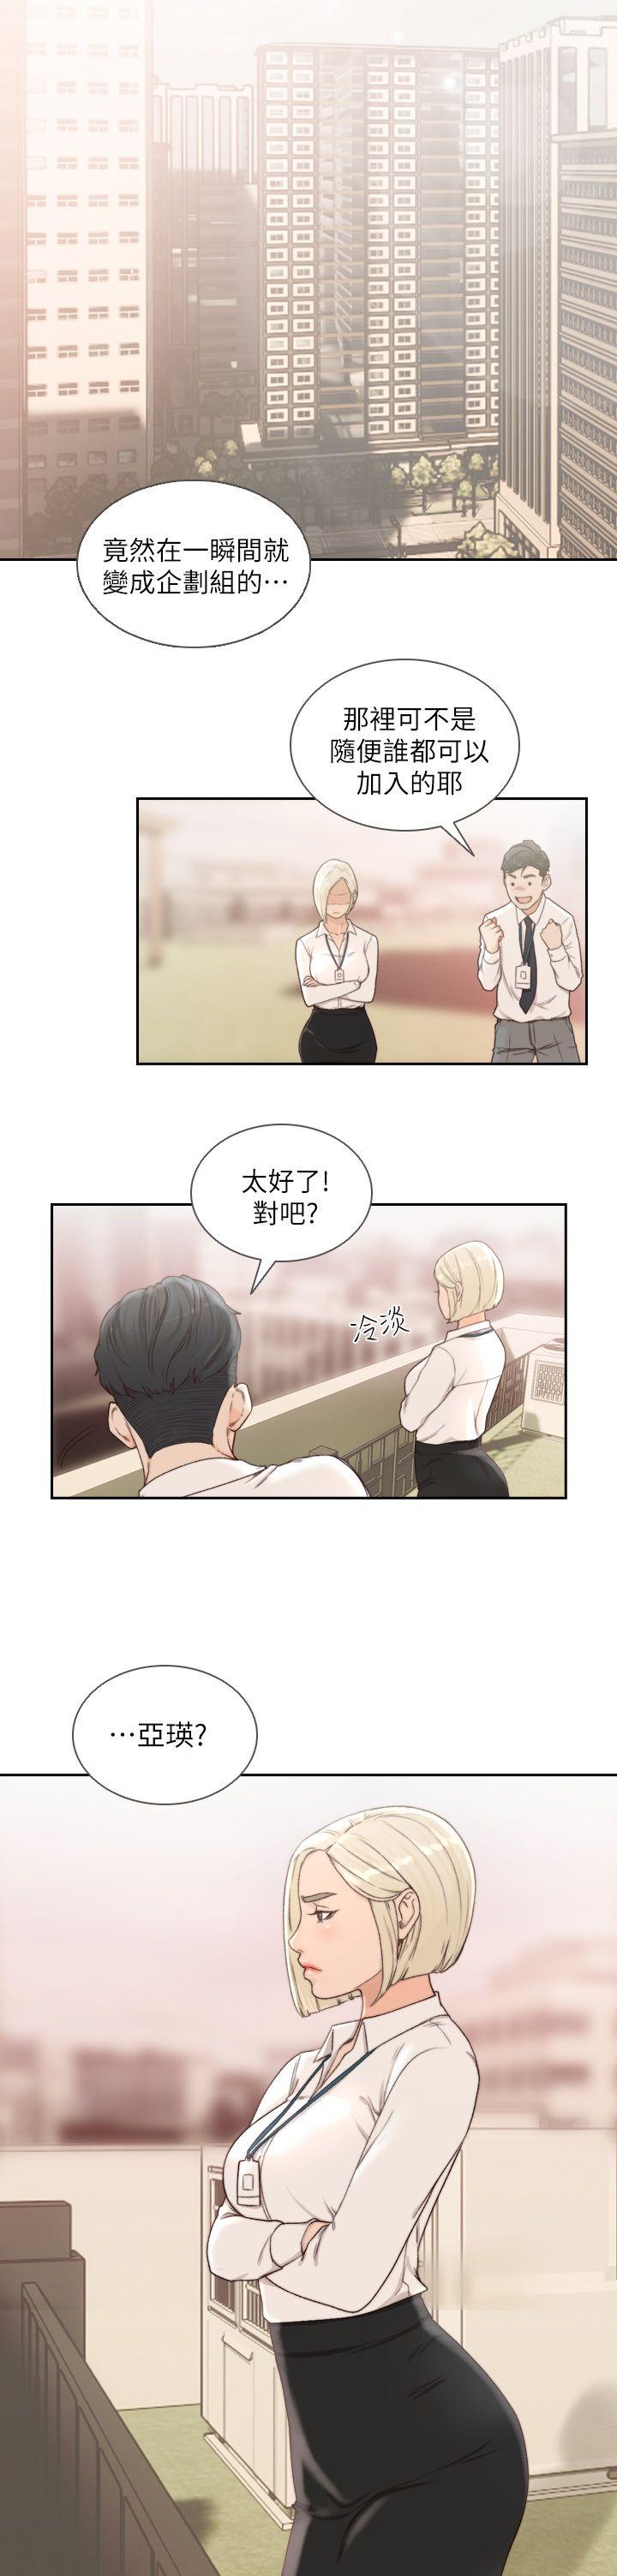 竟然在一瞬間就
變成企劃組的⋯
那裡可不是
隨便誰都可以
加入的耶
太好了!
對吧?
冷淡
⋯亞瑛?